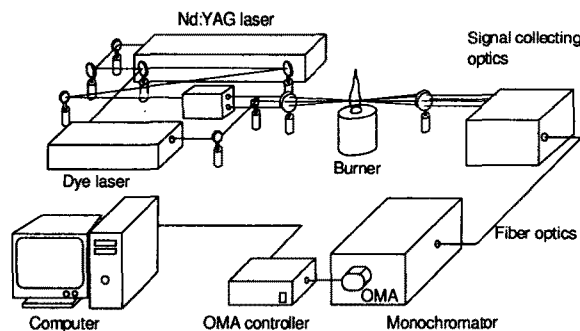 Nd:YAG laser
Signal collecting
optics
Dye laser
Burner
Fiber optics
OMA
Computer
OMA controller
Monochromator